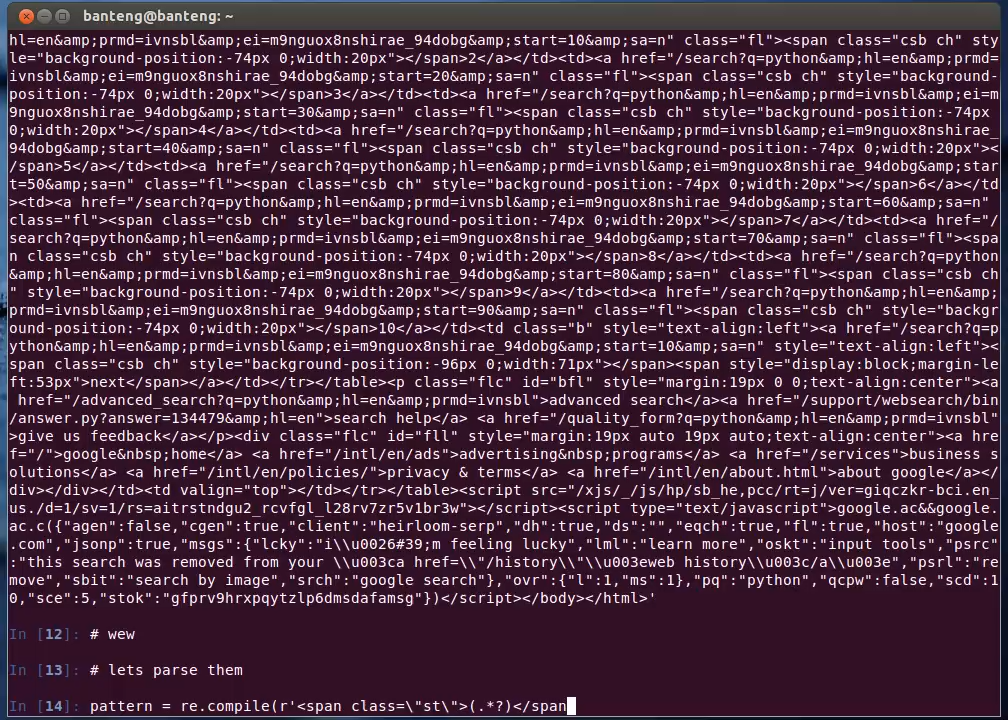 banteng@banteng: ~
hl=en&amp;prmd=ivnsbl&amp;ei=m9nguox8nshirae_94dobg&amp;start=10&amp;sa=n" class="fl"><span class="csb ch" sty
le="background-position:-74px 0;width:20px"></span>2</a></td><td><a href="/search?q=python&amp;hl=en&amp;prmd=
ivnsbl&amp;ei=m9nguox8nshirae_94dobg&amp;start=20&amp;sa=n" class="fl"><span class="csb ch" style="background-
position:-74px 0;width:20px"></span>3</a></td><td><a href="/search?q=python&amp;hl=en&amp;prmd=ivnsbl&amp;ei=m
9nguox8nshirae_94dobg&amp;start=30&amp;sa=n" class="fl"><span class="csb ch" style="background-position:-74px 
0;width:20px"></span>4</a></td><td><a href="/search?q=python&amp;hl=en&amp;prmd=ivnsbl&amp;ei=m9nguox8nshirae_
94dobg&amp;start=40&amp;sa=n" class="fl"><span class="csb ch" style="background-position:-74px 0;width:20px"><
/span>5</a></td><td><a href="/search?q=python&amp;hl=en&amp;prmd=ivnsbl&amp;ei=m9nguox8nshirae_94dobg&amp;star
t=50&amp;sa=n" class="fl"><span class="csb ch" style="background-position:-74px 0;width:20px"></span>6</a></td
><td><a href="/search?q=python&amp;hl=en&amp;prmd=ivnsbl&amp;ei=m9nguox8nshirae_94dobg&amp;start=60&amp;sa=n" 
class="fl"><span class="csb ch" style="background-position:-74px 0;width:20px"></span>7</a></td><td><a href="/
search?q=python&amp;hl=en&amp;prmd=ivnsbl&amp;ei=m9nguox8nshirae_94dobg&amp;start=70&amp;sa=n" class="fl"><spa
n class="csb ch" style="background-position:-74px 0;width:20px"></span>8</a></td><td><a href="/search?q=python
&amp;hl=en&amp;prmd=ivnsbl&amp;ei=m9nguox8nshirae_94dobg&amp;start=80&amp;sa=n" class="fl"><span class="csb ch
" style="background-position:-74px 0;width:20px"></span>9</a></td><td><a href="/search?q=python&amp;hl=en&amp;
prmd=ivnsbl&amp;ei=m9nguox8nshirae_94dobg&amp;start=90&amp;sa=n" class="fl"><span class="csb ch" style="backgr
ound-position:-74px 0;width:20px"></span>10</a></td><td class="b" style="text-align:left"><a href="/search?q=p
ython&amp;hl=en&amp;prmd=ivnsbl&amp;ei=m9nguox8nshirae_94dobg&amp;start=10&amp;sa=n" style="text-align:left"><
span class="csb ch" style="background-position:-96px 0;width:71px"></span><span style="display:block;margin-le
ft:53px">next</span></a></td></tr></table><p class="flc" id="bfl" style="margin:19px 0 0;text-align:center"><a
 href="/advanced_search?q=python&amp;hl=en&amp;prmd=ivnsbl">advanced search</a><a href="/support/websearch/bin
/answer.py?answer=134479&amp;hl=en">search help</a> <a href="/quality_form?q=python&amp;hl=en&amp;prmd=ivnsbl"
>give us feedback</a></p><div class="flc" id="fll" style="margin:19px auto 19px auto;text-align:center"><a hre
f="/">google&nbsp;home</a> <a href="/intl/en/ads">advertising&nbsp;programs</a> <a href="/services">business s
olutions</a> <a href="/intl/en/policies/">privacy & terms</a> <a href="/intl/en/about.html">about google</a></
div></div></td><td valign="top"></td></tr></table><script src="/xjs/_/js/hp/sb_he,pcc/rt=j/ver=giqczkr-bci.en_
us./d=1/sv=1/rs=aitrstndgu2_rcvfgl_l28rv7zr5v1br3w"></script><script type="text/javascript">google.ac&&google.
ac.c({"agen":false,"cgen":true,"client":"heirloom-serp","dh":true,"ds":"","eqch":true,"fl":true,"host":"google
.com","jsonp":true,"msgs":{"lcky":"i\\u0026#39;m feeling lucky","lml":"learn more","oskt":"input tools","psrc"
:"this search was removed from your \\u003ca href=\\"/history\\"\\u003eweb history\\u003c/a\\u003e","psrl":"re
move","sbit":"search by image","srch":"google search"},"ovr":{"l":1,"ms":1},"pq":"python","qcpw":false,"scd":1
0,"sce":5,"stok":"gfprv9hrxpqytzlp6dmsdafamsg"})</script></body></html>'
In [12]: # wew
In [13]: # lets parse them
In [14]: pattern = re.compile(r'<span class=\"st\">(.*?)</span